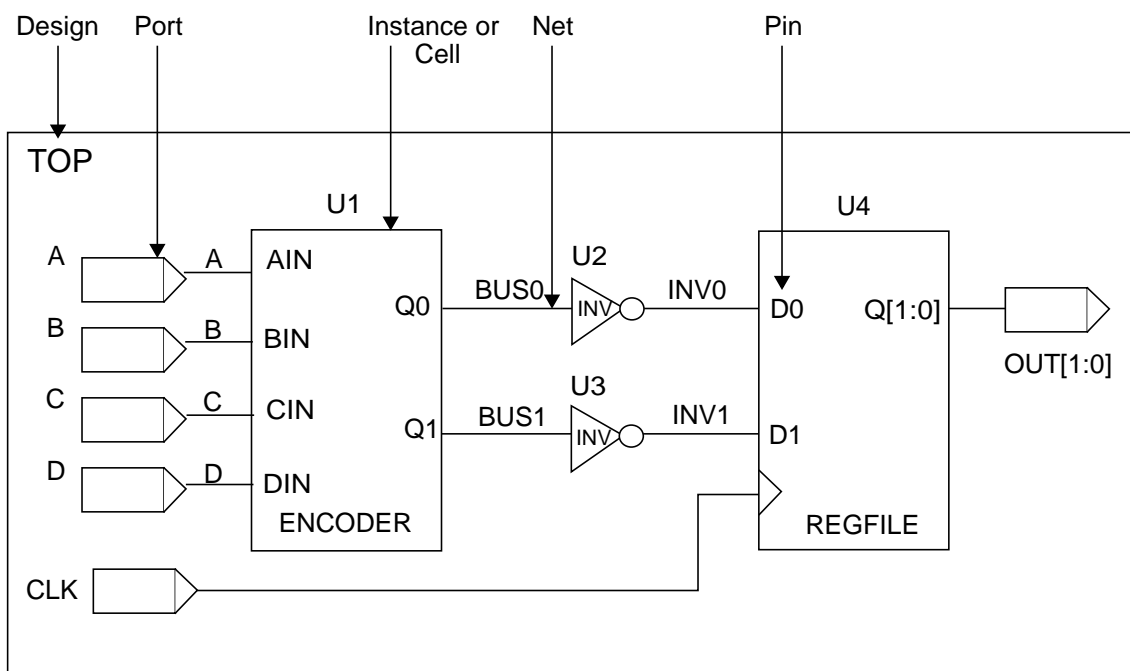 Design Port Instance or Cell Net Pin
TOP
U1 U4
A A AIN U2
Q0 BUS0 INV INV0 D0 Q[1:0]
B B BIN
OUT[1:0]
C C CIN U3
Q1 BUS1 INV INV1 D1
D D DIN
ENCODER REGFILE
CLK